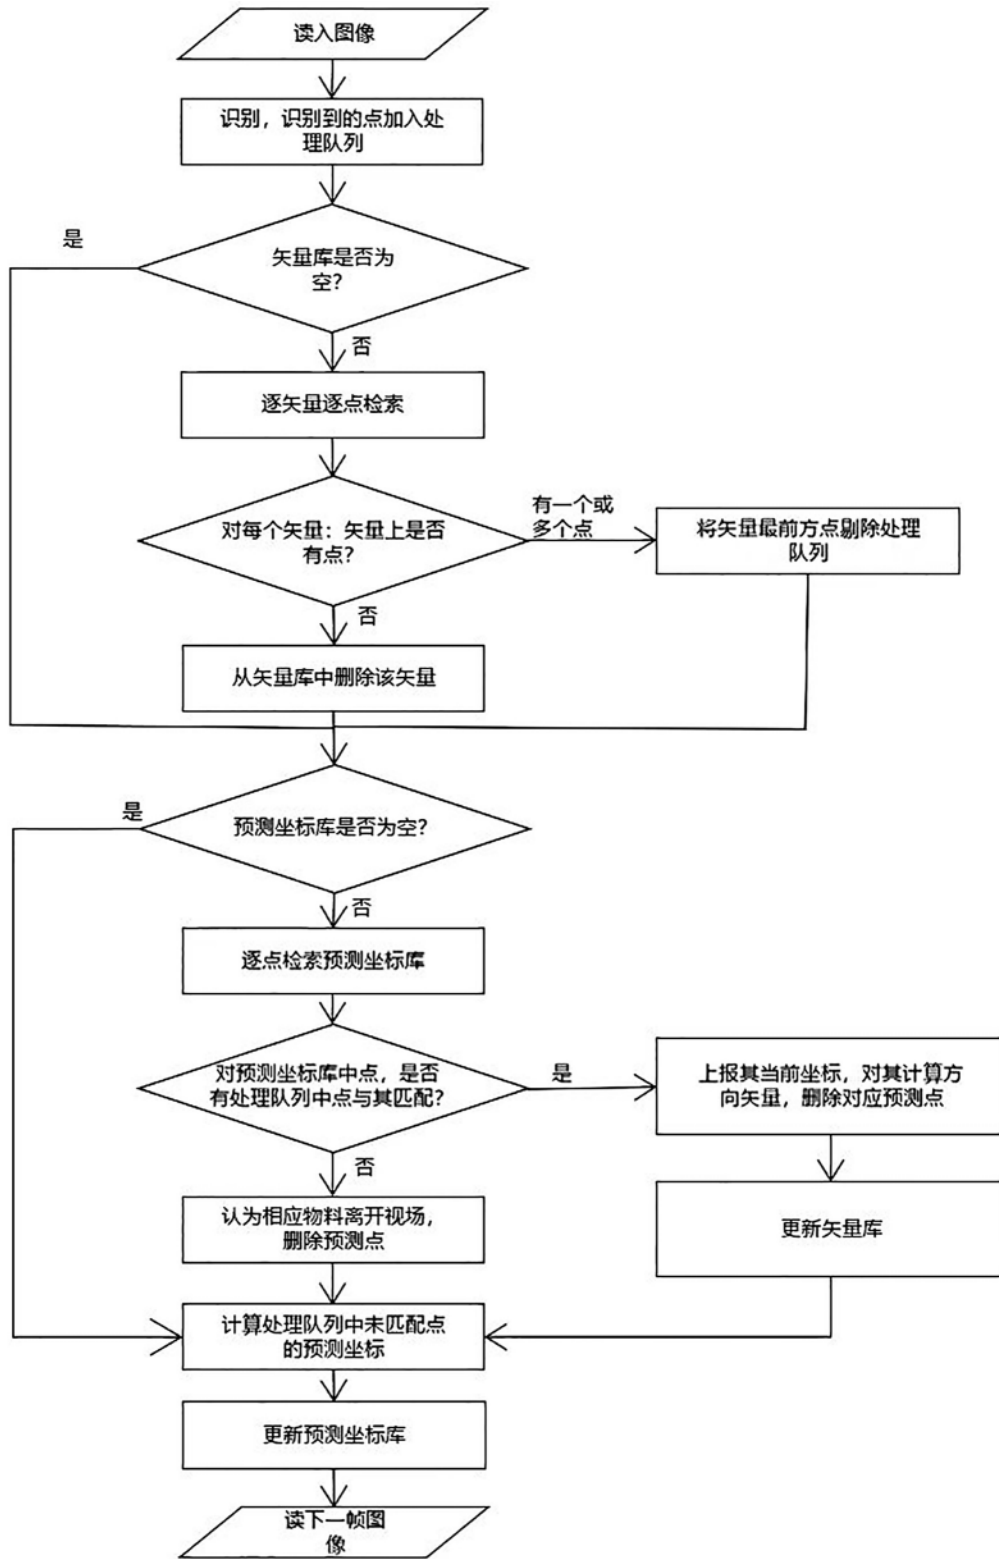 读入图像
识别，识别到的点加入处
理队列
是
矢量库是否为
空？
否
逐矢量逐点检索
对每个矢量：矢量上是否
有点？
有一个或
多个点
将矢量最前方点剔除处理
队列
否
从矢量库中删除该矢量
是
预测坐标库是否为空？
否
逐点检索预测坐标库
对预测坐标库中点，是否
有处理队列中点与其匹配？
是
上报其当前坐标，对其计算方
向矢量，删除对应预测点
否
认为相应物料离开视场，
删除预测点
更新矢量库
计算处理队列中未匹配点
的预测坐标
更新预测坐标库
读下一帧图
像